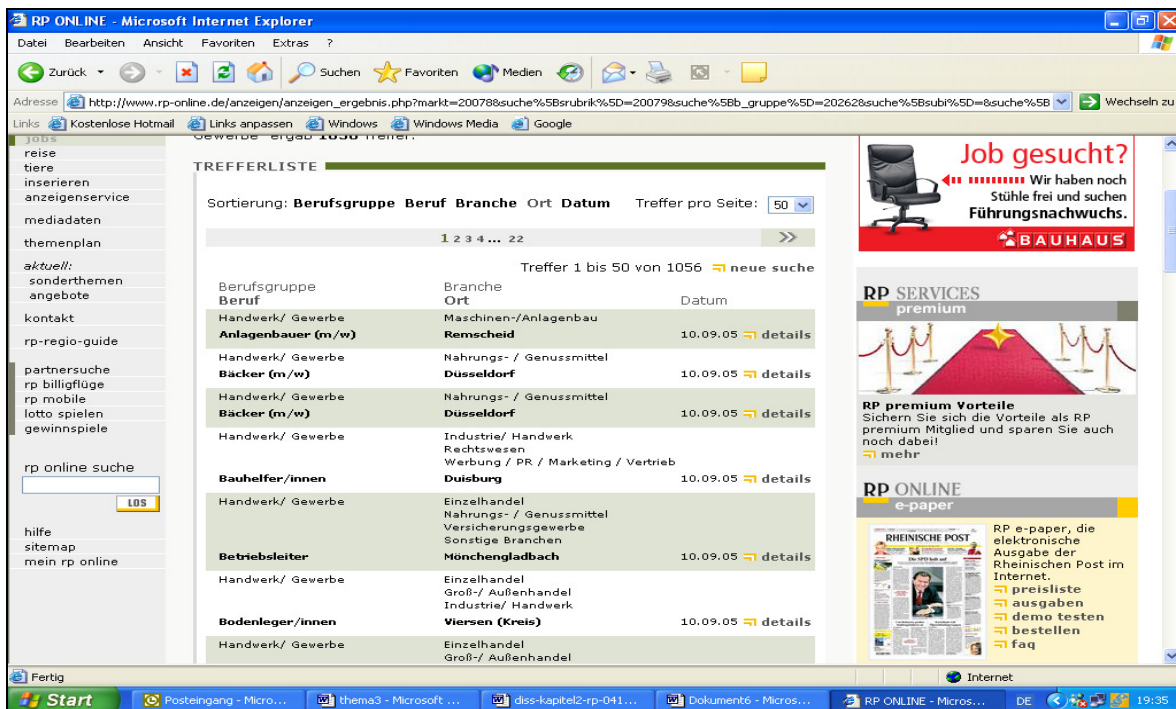 RP ONLINE - Microsoft Internet Explorer
Datei Bearbeiten Ansicht Favoriten Extras ?
Zurück Suchen Favoriten Medien
Adresse http://www.rp-online.de/anzeigen/anzeigen_ergebnis.php?markt=20078&suche%5Bsrubrik%5D=20079&suche%5Bb_gruppe%5D=20262&suche%5Bsubi%5D=&suche%5B Wechseln zu
Links Kostenlose Hotmail Links anpassen Windows Windows Media Google
jobs
reise
tiere
inserieren
anzeigenservice
mediadaten
themenplan
aktuell:
sonderthemen
angebote
kontakt
rp-regio-guide
partnersuche
rp billigflüge
rp mobile
lotto spielen
gewinnspiele
rp online suche
LOS
hilfe
sitemap
mein rp online
Gewerbe" ergab 1056 Treffer.
TREFFERLISTE
Sortierung: Berufsgruppe Beruf Branche Ort Datum Treffer pro Seite: 50
1 2 3 4 ... 22 >>
Treffer 1 bis 50 von 1056 neue suche
Berufsgruppe Branche
Beruf Ort Datum
Handwerk/ Gewerbe Maschinen-/Anlagenbau
Anlagenbauer (m/w) Remscheid 10.09.05 details
Handwerk/ Gewerbe Nahrungs- / Genussmittel
Bäcker (m/w) Düsseldorf 10.09.05 details
Handwerk/ Gewerbe Nahrungs- / Genussmittel
Bäcker (m/w) Düsseldorf 10.09.05 details
Handwerk/ Gewerbe Industrie/ Handwerk
Rechtswesen
Werbung / PR / Marketing / Vertrieb
Bauhelfer/innen Duisburg 10.09.05 details
Handwerk/ Gewerbe Einzelhandel
Nahrungs- / Genussmittel
Versicherungsgewerbe
Sonstige Branchen
Betriebsleiter Mönchengladbach 10.09.05 details
Handwerk/ Gewerbe Einzelhandel
Groß-/ Außenhandel
Industrie/ Handwerk
Bodenleger/innen Viersen (Kreis) 10.09.05 details
Handwerk/ Gewerbe Einzelhandel
Groß-/ Außenhandel
Job gesucht?
Wir haben noch
Stühle frei und suchen
Führungsnachwuchs.
BAUHAUS
RP SERVICES
premium
RP premium Vorteile
Sichern Sie sich die Vorteile als RP
premium Mitglied und sparen Sie auch
noch dabei!
mehr
RP ONLINE
e-paper
RHEINISCHE POST
RP e-paper, die
elektronische
Ausgabe der
Rheinischen Post im
Internet.
preisliste
ausgaben
demo testen
bestellen
faq
Fertig Internet
Start Posteingang - Micro... thema3 - Microsoft ... diss-kapitel2-rp-041... Dokument6 - Micros... RP ONLINE - Micros... DE 19:35